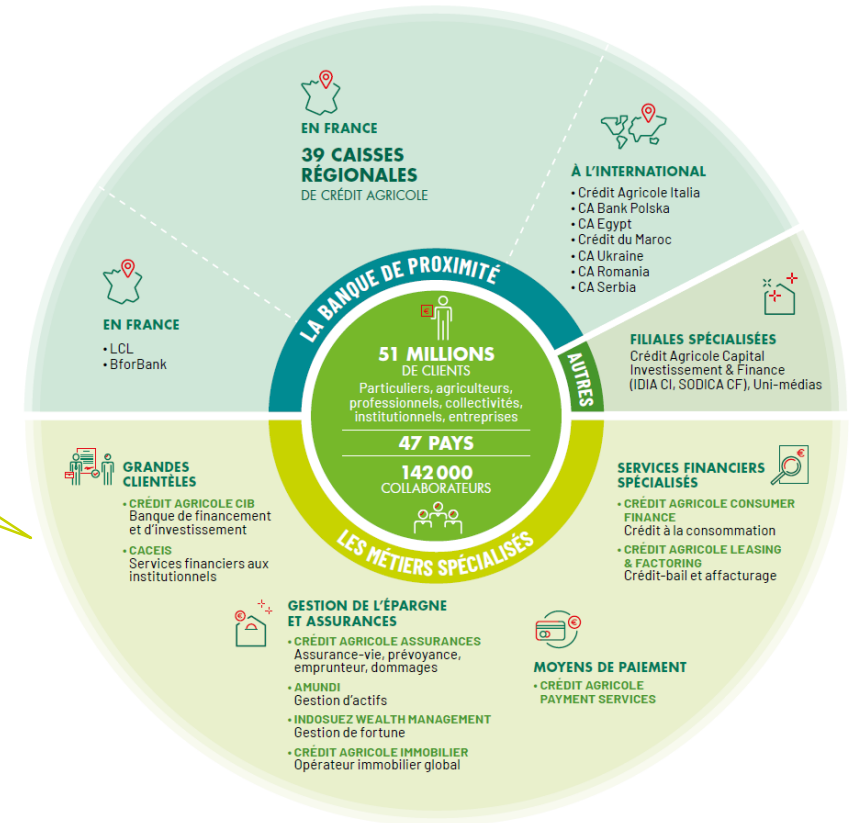 EN FRANCE
39 CAISSES
RÉGIONALES
DE CRÉDIT AGRICOLE
À L'INTERNATIONAL
• Crédit Agricole Italia
• CA Bank Polska
• CA Egypt
• Crédit du Maroc
• CA Ukraine
• CA Romania
• CA Serbia
EN FRANCE
• LCL
• BforBank
LA BANQUE DE PROXIMITÉ
AUTRES
FILIALES SPÉCIALISÉES
Crédit Agricole Capital
Investissement & Finance
(IDIA CI, SODICA CF), Uni-médias
51 MILLIONS
DE CLIENTS
Particuliers, agriculteurs,
professionnels, collectivités,
institutionnels, entreprises
47 PAYS
142 000
COLLABORATEURS
LES MÉTIERS SPÉCIALISÉS
GRANDES
CLIENTÈLES
• CRÉDIT AGRICOLE CIB
Banque de financement
et d'investissement
• CACEIS
Services financiers aux
institutionnels
SERVICES FINANCIERS
SPÉCIALISÉS
• CRÉDIT AGRICOLE CONSUMER
FINANCE
Crédit à la consommation
• CRÉDIT AGRICOLE LEASING
& FACTORING
Crédit-bail et affacturage
GESTION DE L'ÉPARGNE
ET ASSURANCES
• CRÉDIT AGRICOLE ASSURANCES
Assurance-vie, prévoyance,
emprunteur, dommages
• AMUNDI
Gestion d'actifs
• INDOSUEZ WEALTH MANAGEMENT
Gestion de fortune
• CRÉDIT AGRICOLE IMMOBILIER
Opérateur immobilier global
MOYENS DE PAIEMENT
• CRÉDIT AGRICOLE
PAYMENT SERVICES